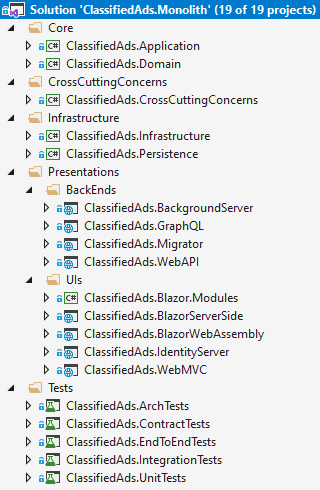 Solution 'ClassifiedAds.Monolith' (19 of 19 projects)
Core
C# ClassifiedAds.Application
C# ClassifiedAds.Domain
CrossCuttingConcerns
C# ClassifiedAds.CrossCuttingConcerns
Infrastructure
C# ClassifiedAds.Infrastructure
C# ClassifiedAds.Persistence
Presentations
BackEnds
ClassifiedAds.BackgroundServer
ClassifiedAds.GraphQL
ClassifiedAds.Migrator
ClassifiedAds.WebAPI
UIs
C# ClassifiedAds.Blazor.Modules
ClassifiedAds.BlazorServerSide
ClassifiedAds.BlazorWebAssembly
ClassifiedAds.IdentityServer
ClassifiedAds.WebMVC
Tests
ClassifiedAds.ArchTests
ClassifiedAds.ContractTests
ClassifiedAds.EndToEndTests
ClassifiedAds.IntegrationTests
ClassifiedAds.UnitTests